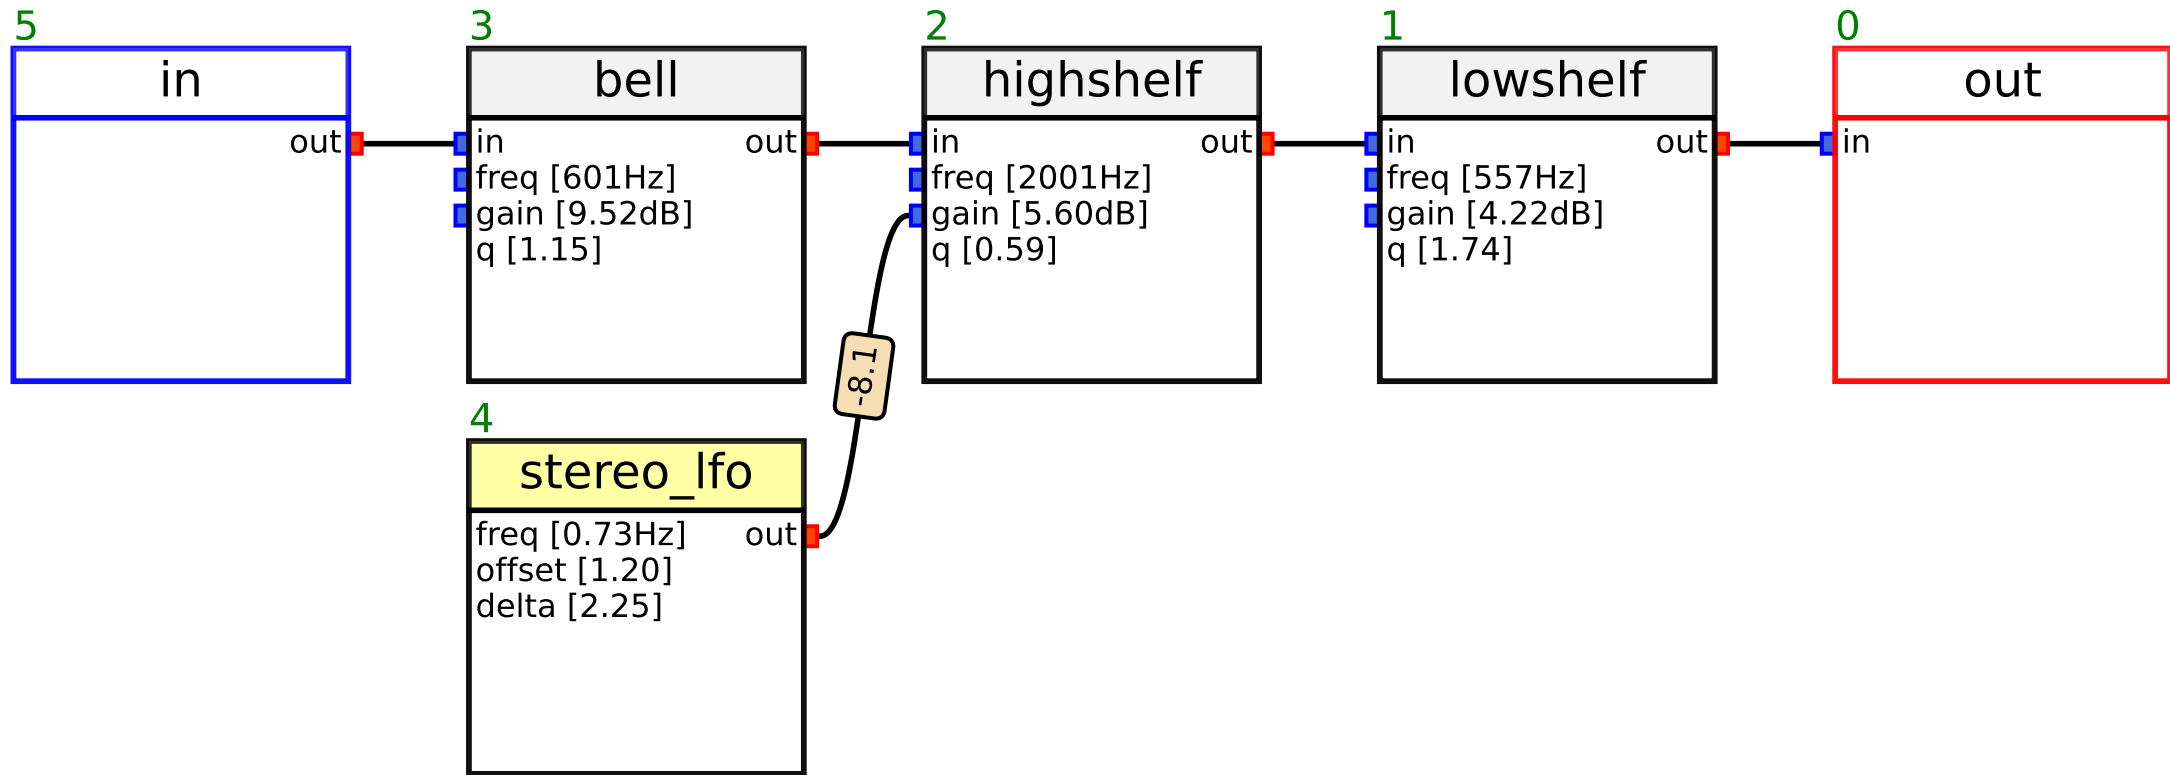 5
in
out
3
bell
in
out
freq [601Hz]
gain [9.52dB]
q [1.15]
2
highshelf
in
out
freq [2001Hz]
gain [5.60dB]
q [0.59]
1
lowshelf
in
out
freq [557Hz]
gain [4.22dB]
q [1.74]
0
out
in
-8.1
4
stereo_lfo
freq [0.73Hz]
out
offset [1.20]
delta [2.25]